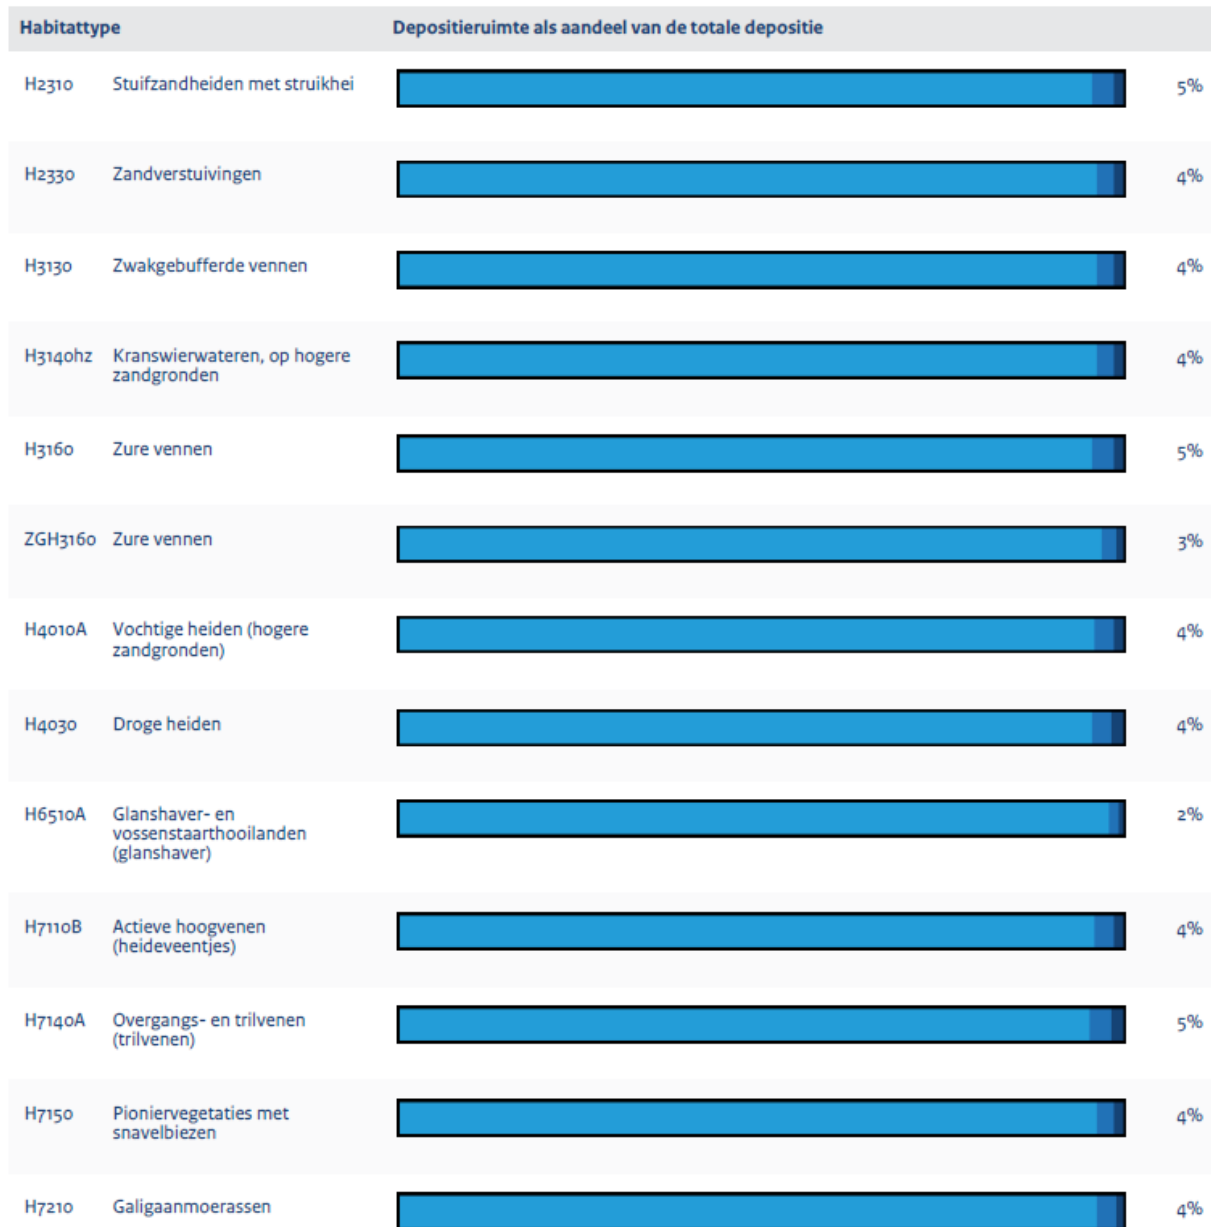 Habitattype Depositieruimte als aandeel van de totale depositie
H2310 Stuifzandheiden met struikhei 5%
H2330 Zandverstuivingen 4%
H3130 Zwakgebufferde vennen 4%
H3140hz Kranswierwateren, op hogere
zandgronden 4%
H3160 Zure vennen 5%
ZGH3160 Zure vennen 3%
H4010A Vochtige heiden (hogere
zandgronden) 4%
H4030 Droge heiden 4%
H6510A Glanshaver- en
vossenstaarthooilanden
(glanshaver) 2%
H7110B Actieve hoogvenen
(heideveentjes) 4%
H7140A Overgangs- en trilvenen
(trilvenen) 5%
H7150 Pioniervegetaties met
snavelbiezen 4%
H7210 Galigaanmoerassen 4%